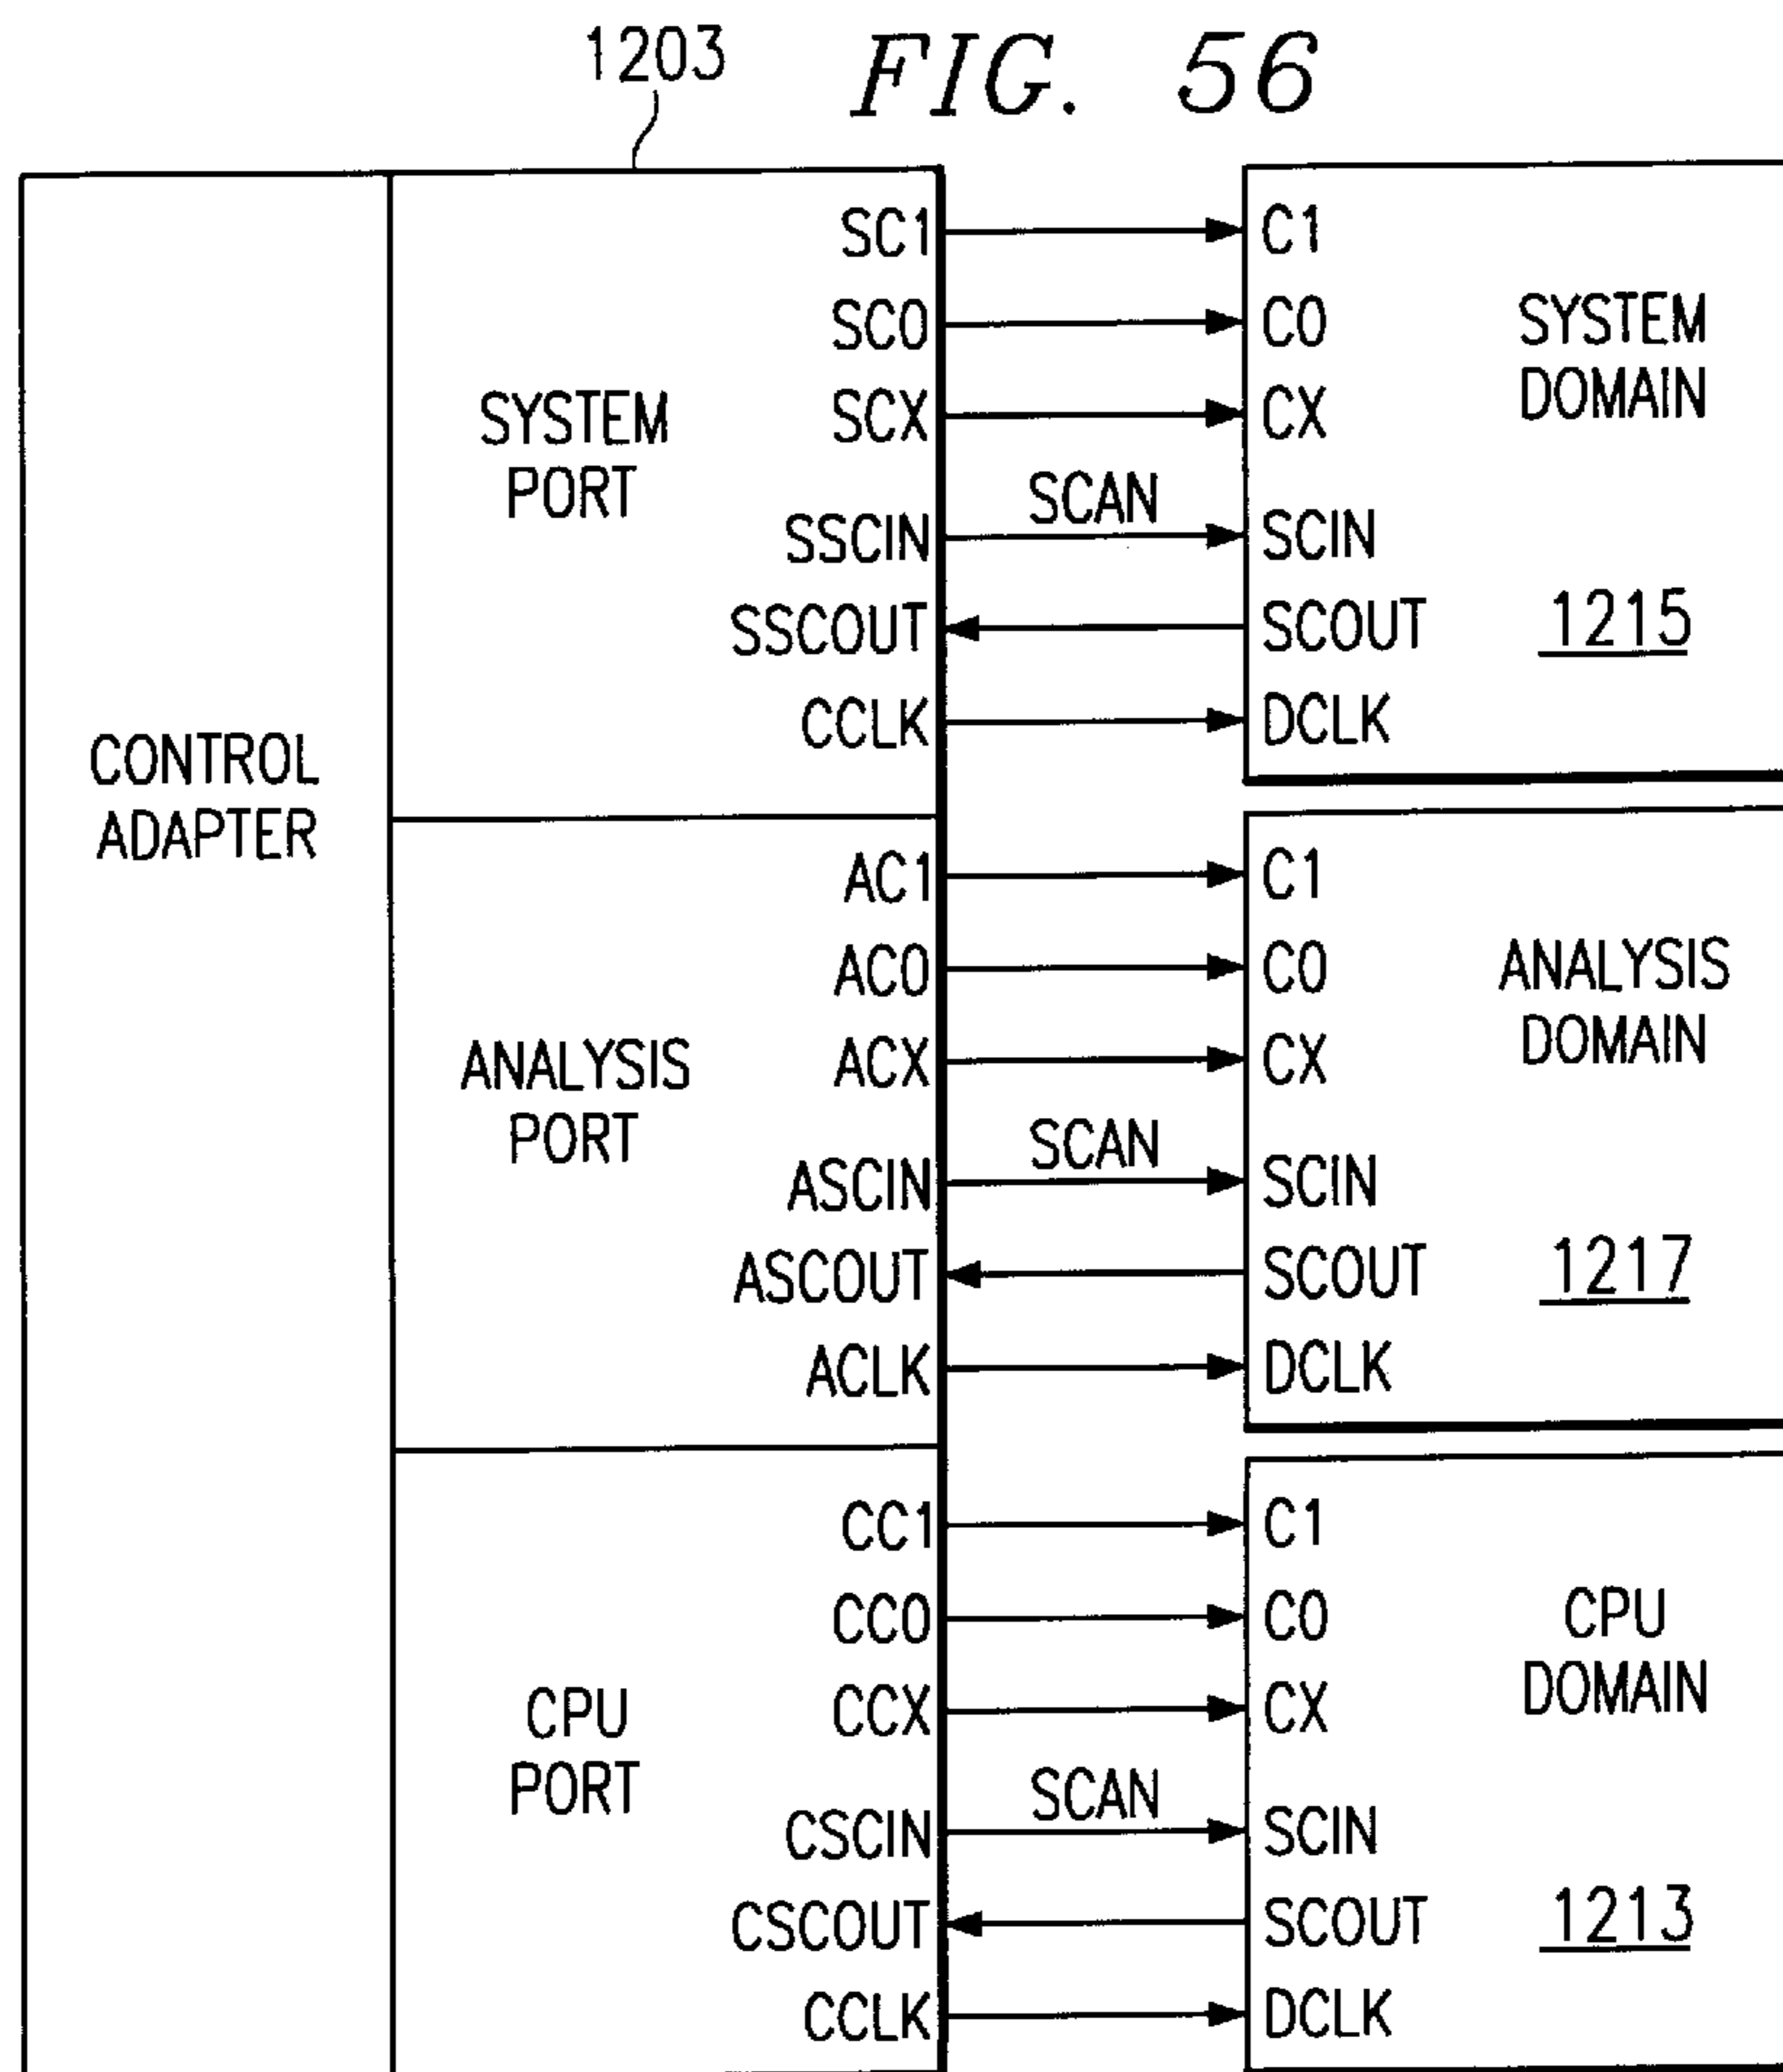 1203
FIG. 56
CONTROL
ADAPTER
SYSTEM
PORT
SC1
SC0
SCX
SSCIN
SSCOUT
CCLK
SCAN
C1
C0
CX
SCIN
SCOUT
DCLK
SYSTEM
DOMAIN
1215
ANALYSIS
PORT
AC1
AC0
ACX
ASCIN
ASCOUT
ACLK
SCAN
C1
C0
CX
SCIN
SCOUT
DCLK
ANALYSIS
DOMAIN
1217
CPU
PORT
CC1
CC0
CCX
CSCIN
CSCOUT
CCLK
SCAN
C1
C0
CX
SCIN
SCOUT
DCLK
CPU
DOMAIN
1213